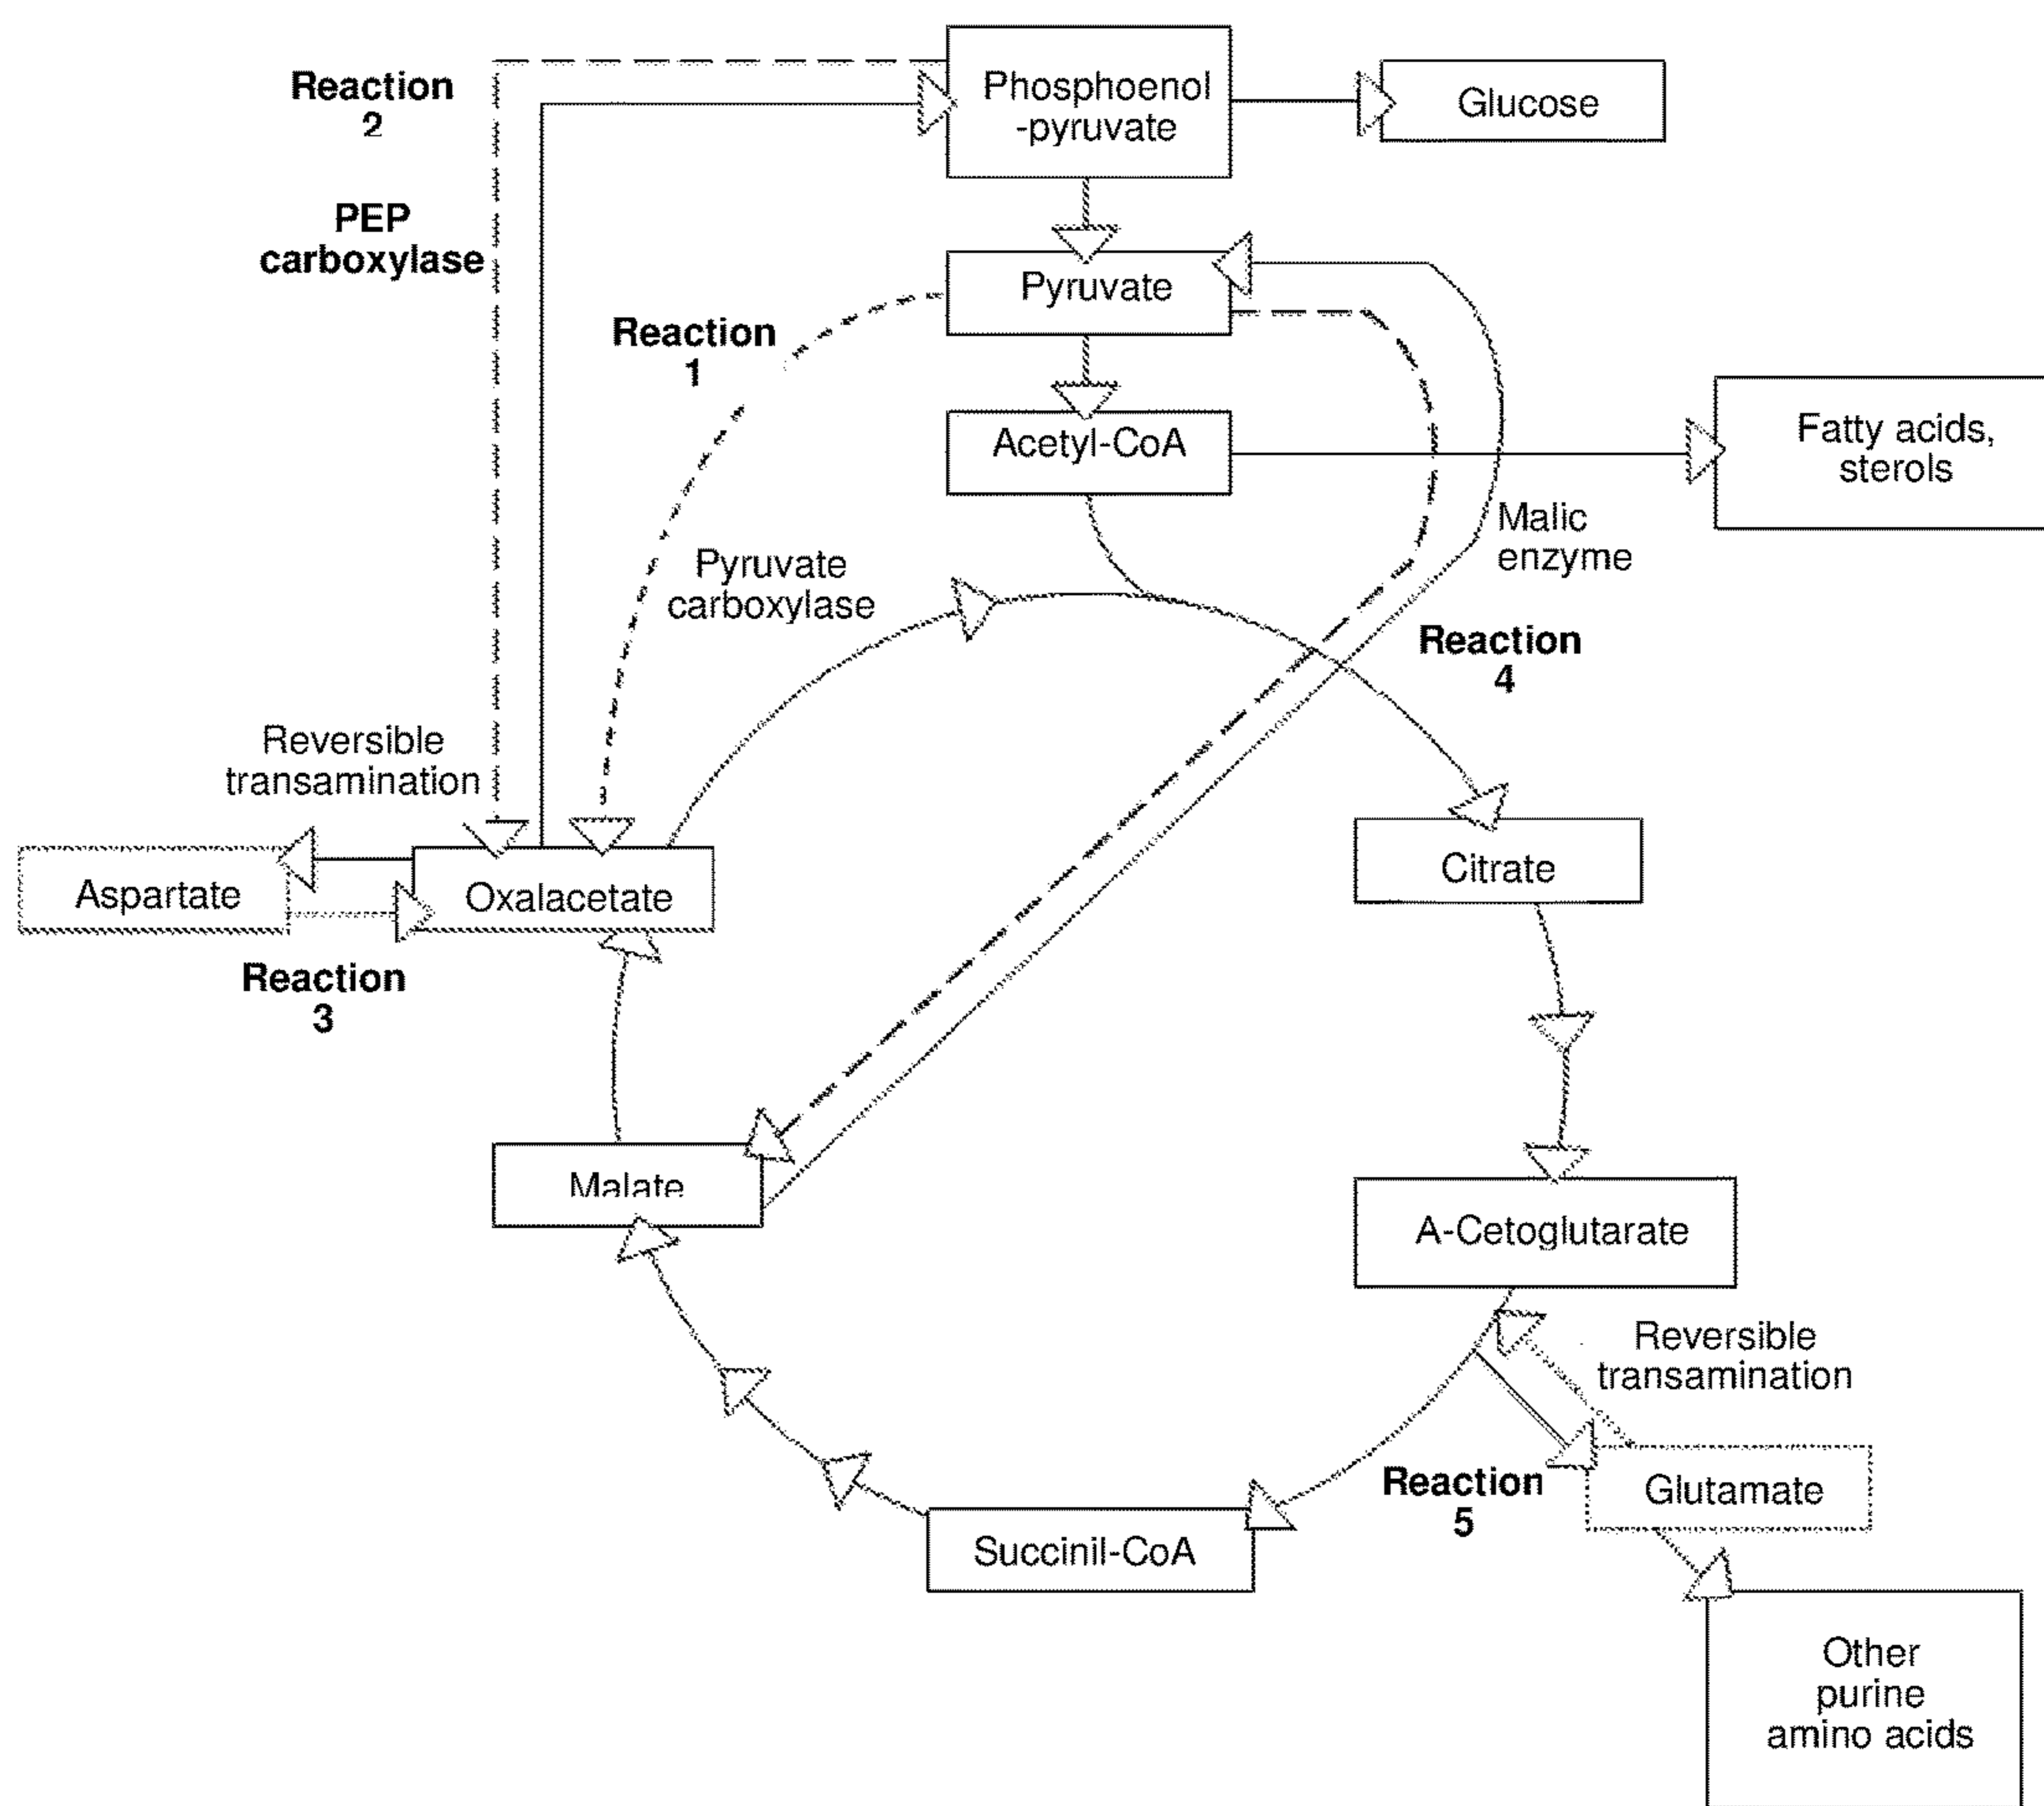 Reaction
2
Phosphoenol
-pyruvate
Glucose
PEP
carboxylase
Pyruvate
Reaction
1
Acetyl-CoA
Fatty acids,
sterols
Malic
enzyme
Pyruvate
carboxylase
Reaction
4
Reversible
transamination
Aspartate
Oxalacetate
Citrate
Reaction
3
Malate
A-Cetoglutarate
Reversible
transamination
Reaction
5
Glutamate
Succinil-CoA
Other
purine
amino acids